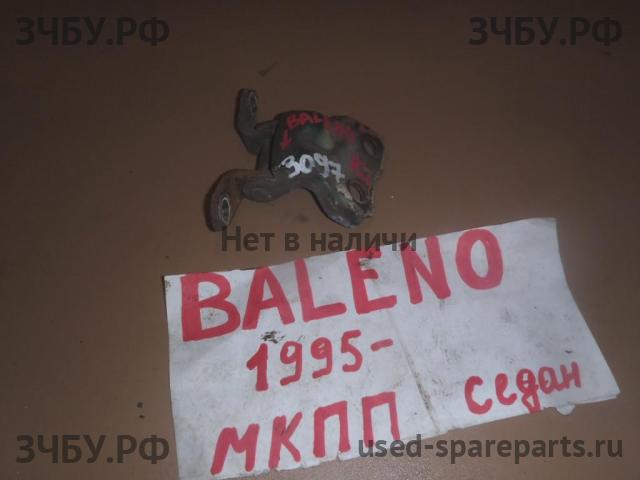 ЗЧБУ.РФ
ЗЧБУ.РФ
3097
Нет в наличии
BALENO
1995-
МКПП седан
ЗЧБУ.РФ
used-spareparts.ru